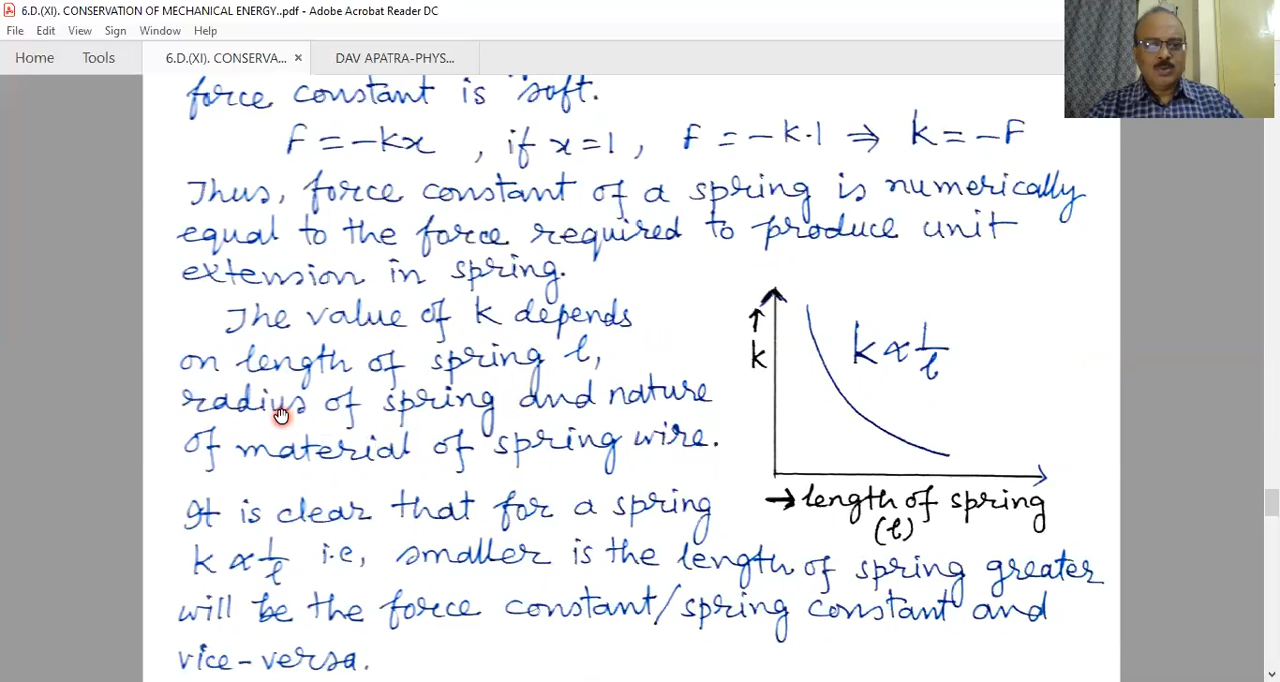 6.D.(XI). CONSERVATION OF MECHANICAL ENERGY..pdf - Adobe Acrobat Reader DC
File Edit View Sign Window Help
Home Tools 6.D.(XI). CONSERVA... × DAV APATRA-PHYS...
force constant is soft.
F = -kx , if x = 1, F = -k·1 ⇒ k = -F
Thus, force constant of a spring is numerically
equal to the force required to produce unit
extension in spring.
The value of k depends
on length of spring l,
radius of spring and nature
of material of spring wire.
↑
k
k ∝ 1/l
→ length of spring
(l)
It is clear that for a spring
k ∝ 1/l i.e, smaller is the length of spring greater
will be the force constant/spring constant and
vice-versa.